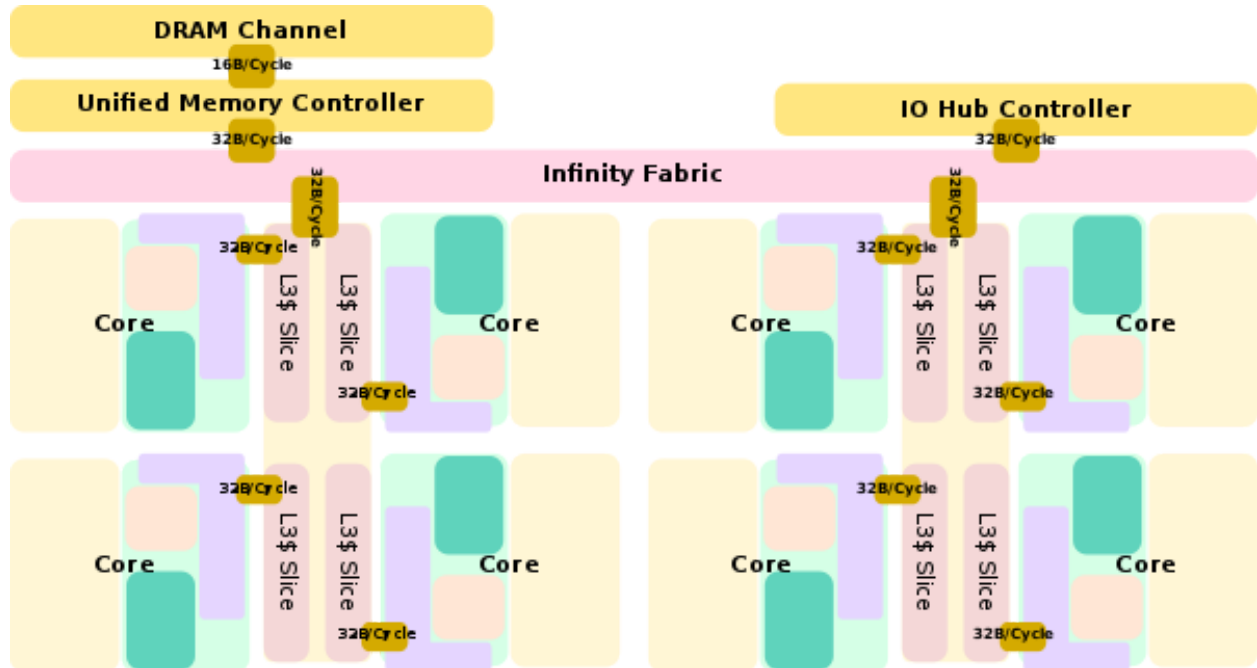 DRAM Channel
16B/Cycle
Unified Memory Controller
IO Hub Controller
32B/Cycle
32B/Cycle
Infinity Fabric
32B/Cycle
32B/Cycle
32B/Cycle
32B/Cycle
L3$ Slice
L3$ Slice
L3$ Slice
L3$ Slice
Core
Core
Core
Core
32B/Cycle
32B/Cycle
32B/Cycle
32B/Cycle
L3$ Slice
L3$ Slice
L3$ Slice
L3$ Slice
Core
Core
Core
Core
32B/Cycle
32B/Cycle